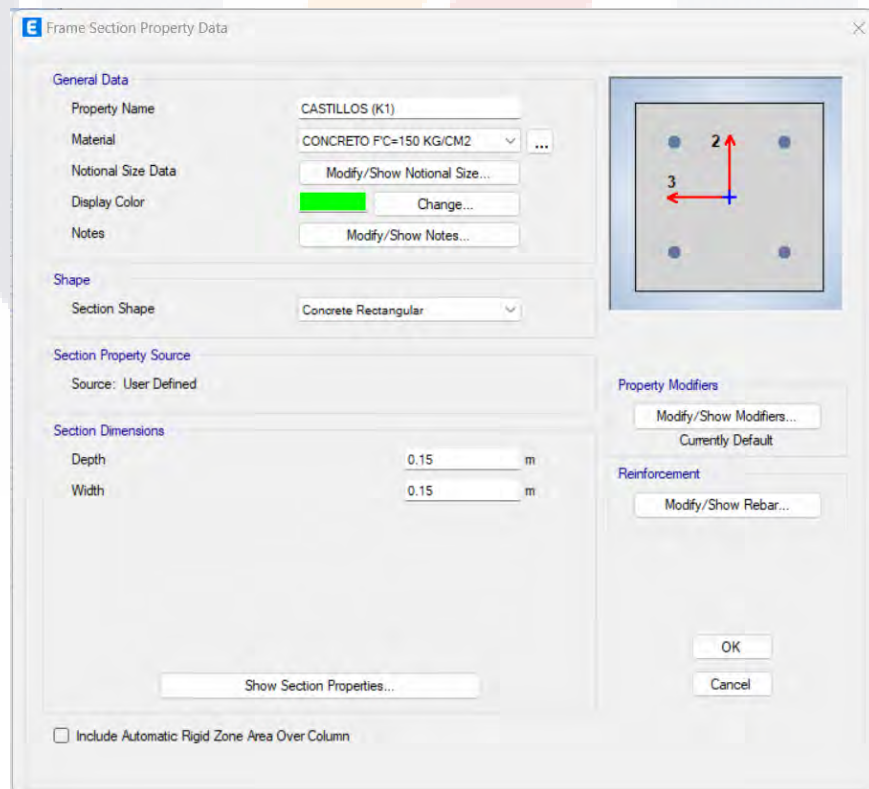 E Frame Section Property Data
General Data
Property Name CASTILLOS (K1)
Material CONCRETO F'C=150 KG/CM2 ...
Notional Size Data Modify/Show Notional Size...
Display Color Change...
Notes Modify/Show Notes...
Shape
Section Shape Concrete Rectangular
Section Property Source
Source: User Defined
Section Dimensions
Depth 0.15 m
Width 0.15 m
Show Section Properties...
Include Automatic Rigid Zone Area Over Column
2
3
Property Modifiers
Modify/Show Modifiers...
Currently Default
Reinforcement
Modify/Show Rebar...
OK
Cancel